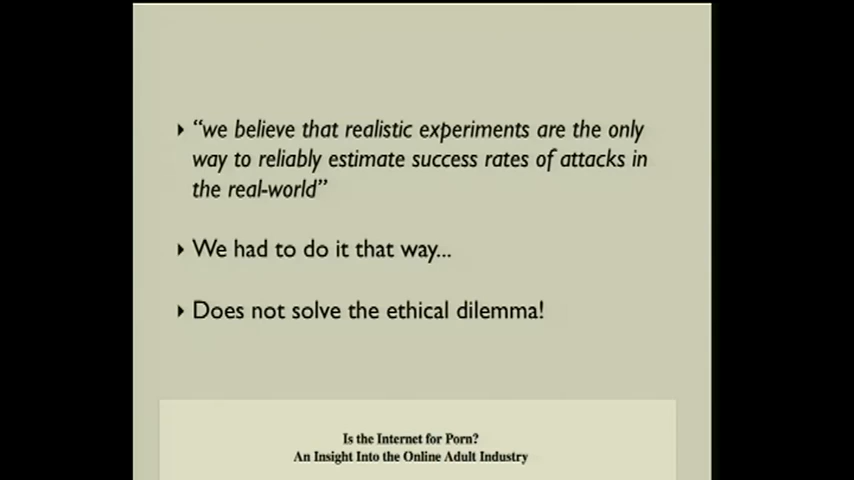 “we believe that realistic experiments are the only
way to reliably estimate success rates of attacks in
the real-world”
We had to do it that way...
Does not solve the ethical dilemma!
Is the Internet for Porn?
An Insight Into the Online Adult Industry